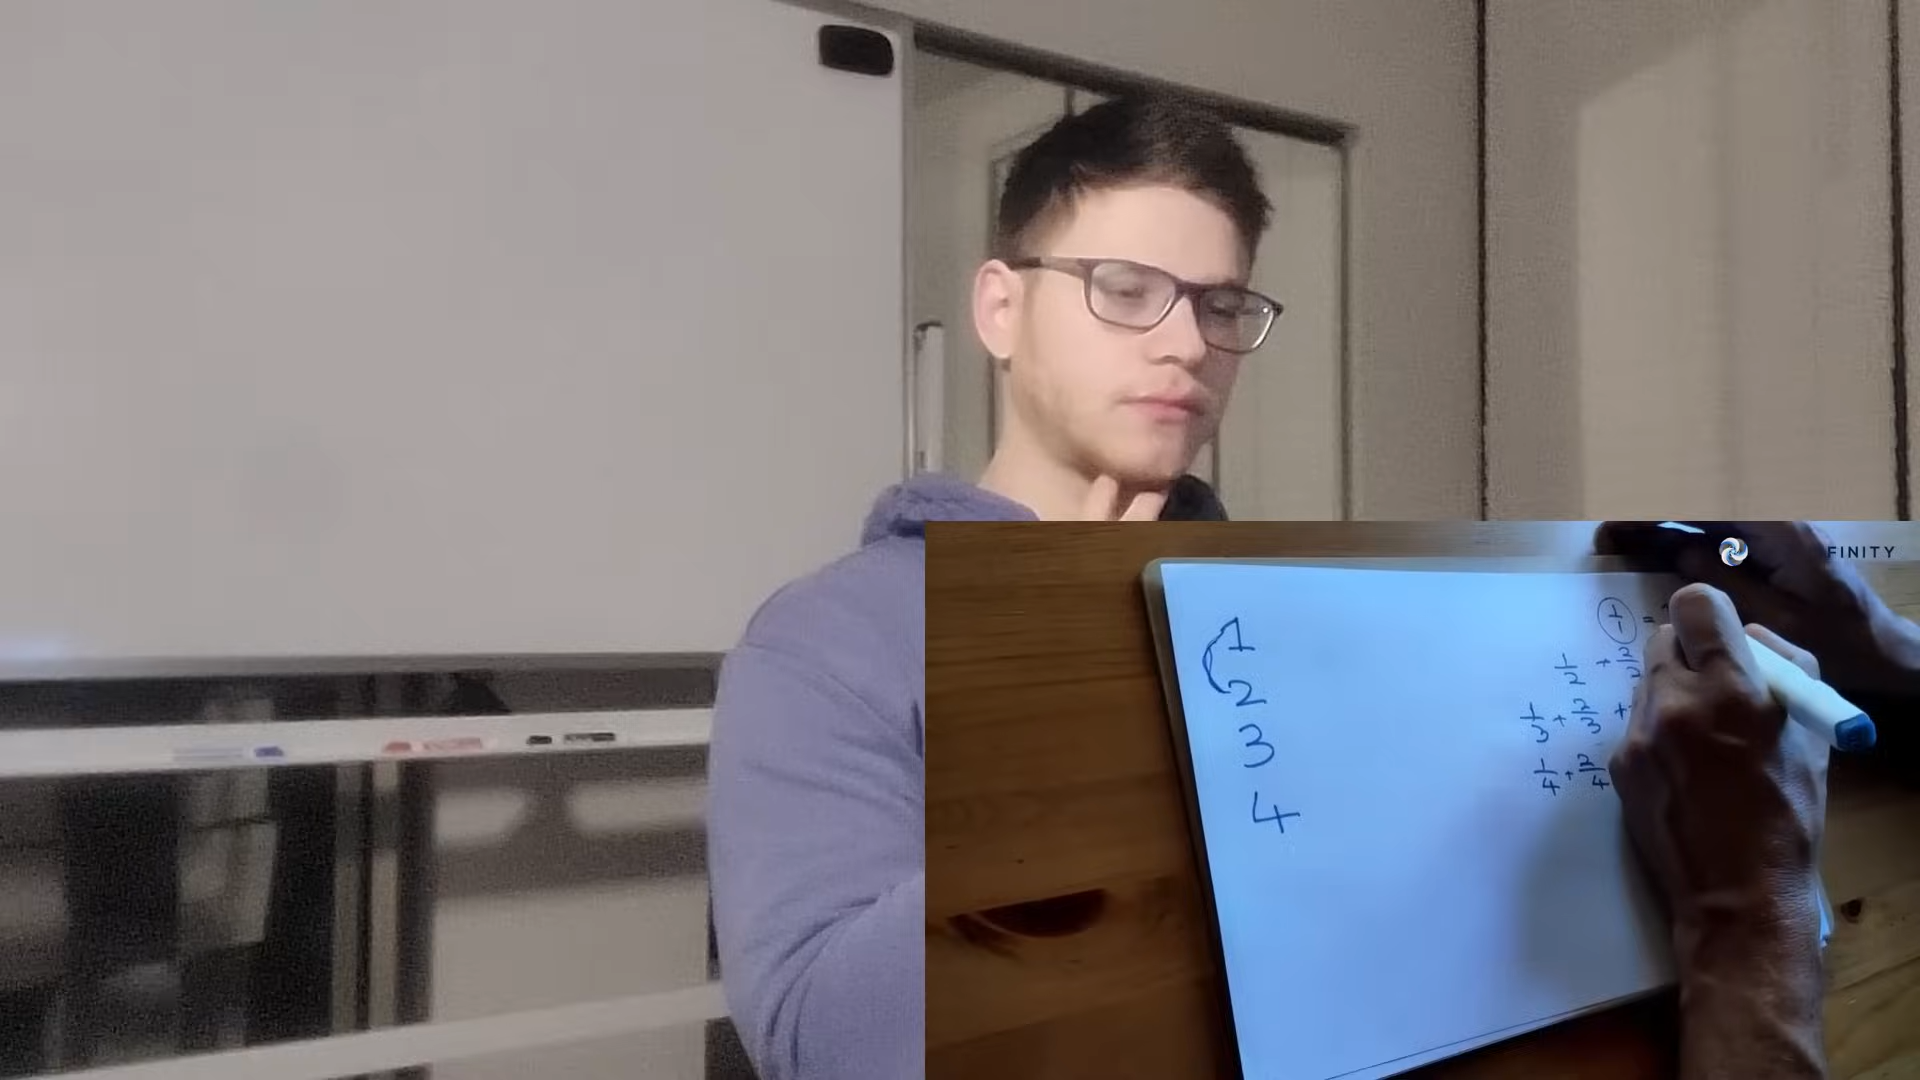 FINITY
1
2
3
4
1/1 =
1/2 + 2/2
1/3 + 2/3 +
1/4 + 2/4